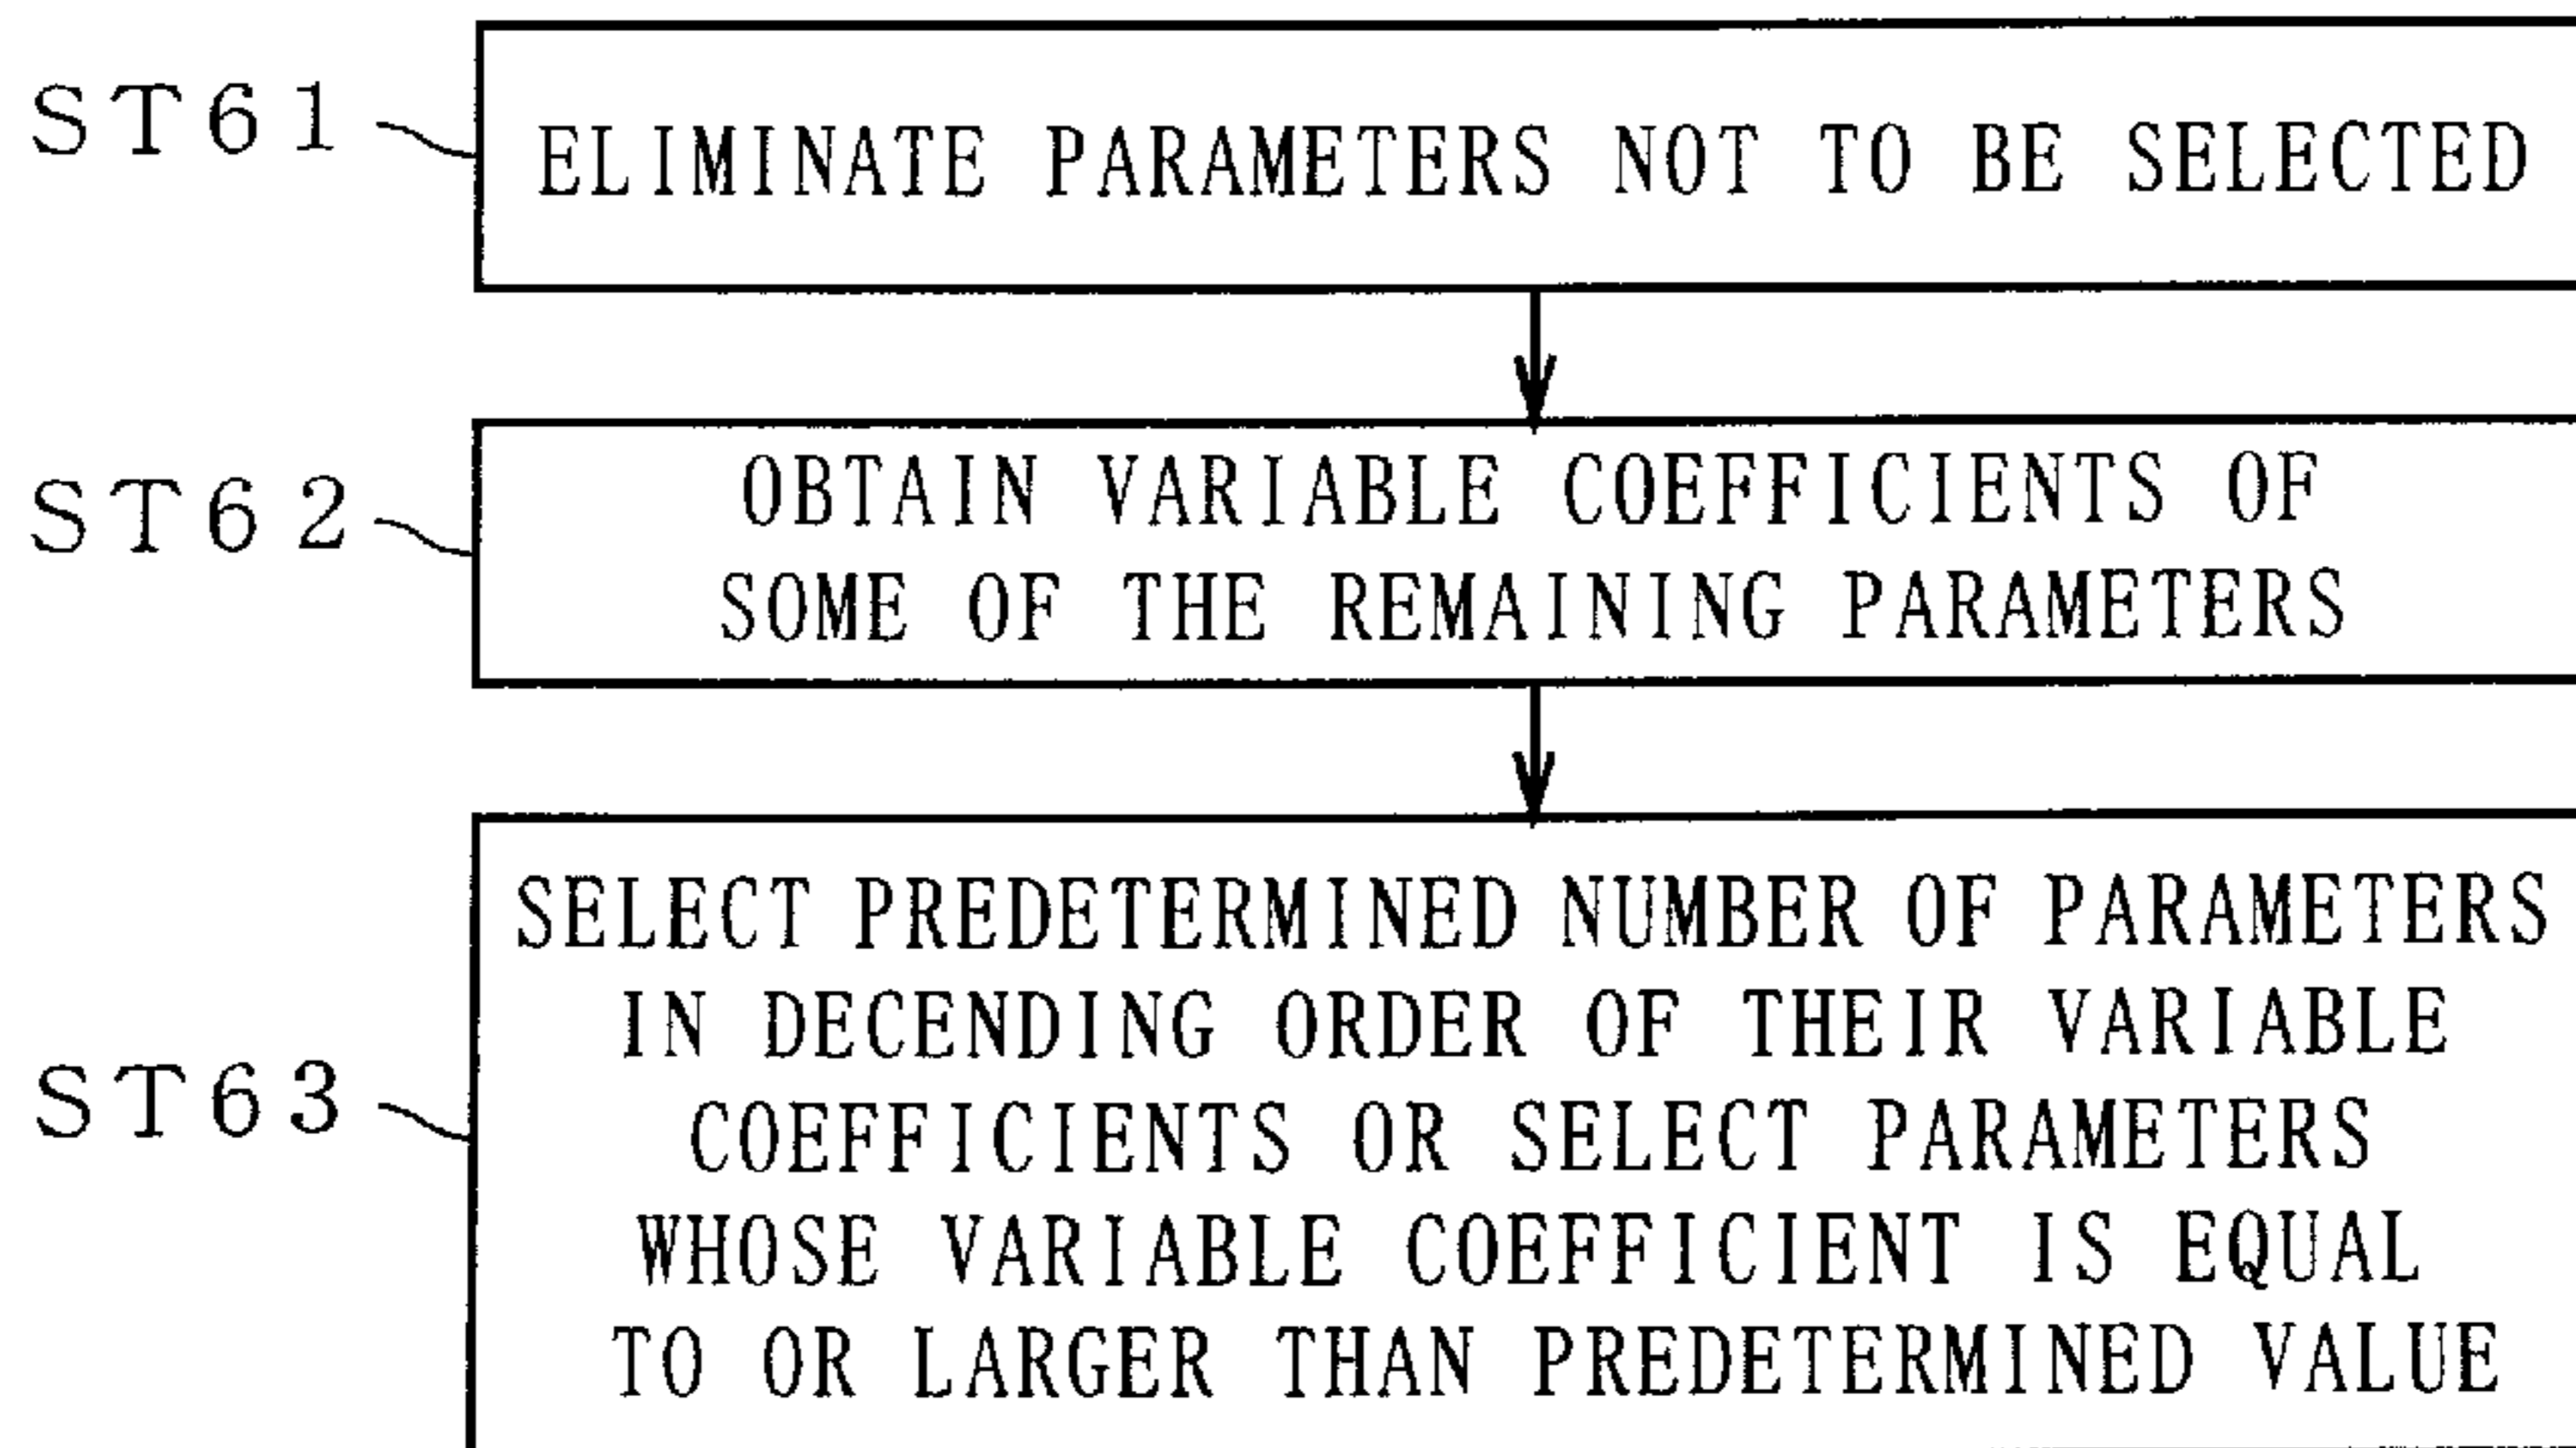 ST61
ELIMINATE PARAMETERS NOT TO BE SELECTED
ST62
OBTAIN VARIABLE COEFFICIENTS OF
SOME OF THE REMAINING PARAMETERS
ST63
SELECT PREDETERMINED NUMBER OF PARAMETERS
IN DECENDING ORDER OF THEIR VARIABLE
COEFFICIENTS OR SELECT PARAMETERS
WHOSE VARIABLE COEFFICIENT IS EQUAL
TO OR LARGER THAN PREDETERMINED VALUE